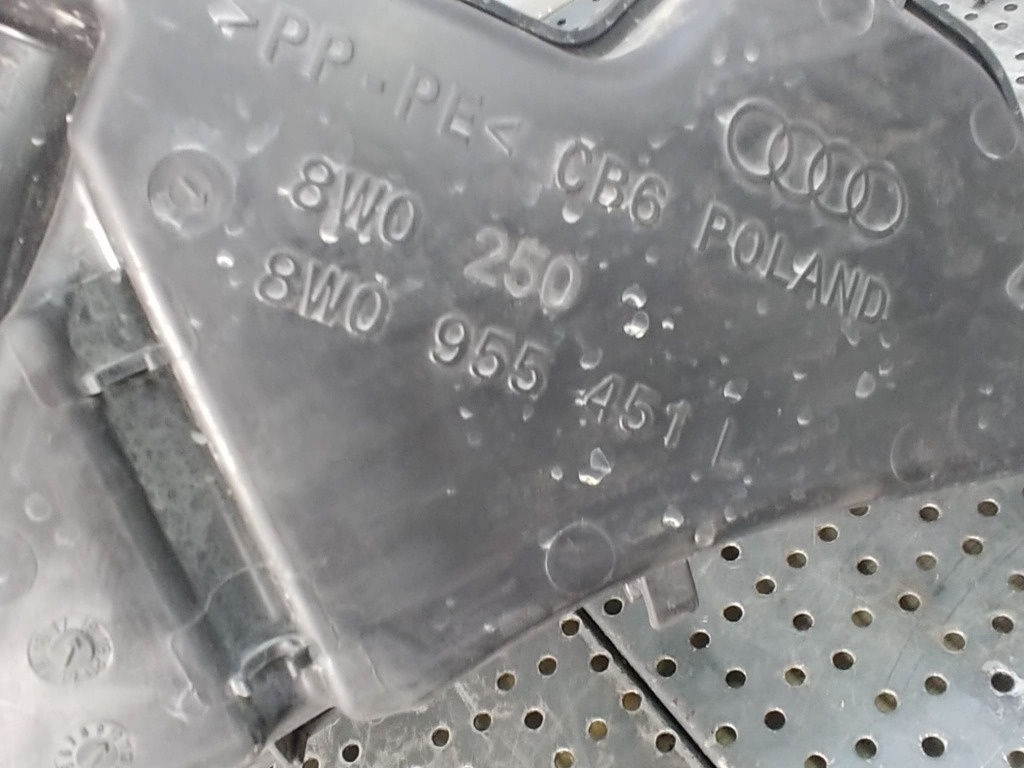 >PP.PE<
CB6
POLAND
8W0 250
8W0 955 451 L